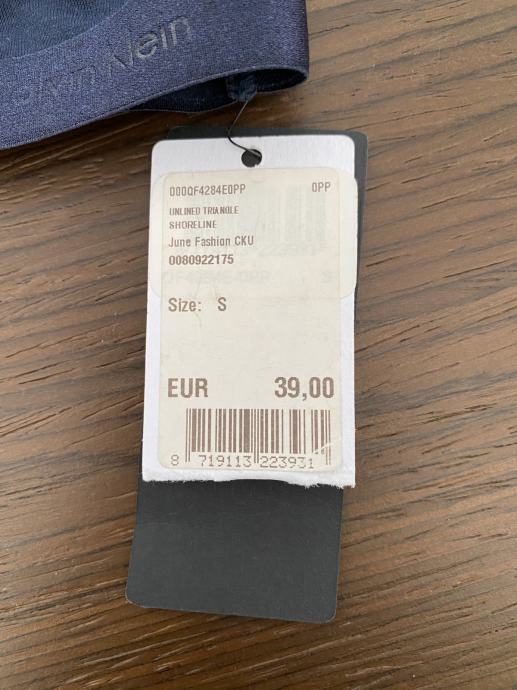 Calvin Klein
000QF4284E0PP 0PP
UNLINED TRIANGLE
SHORELINE
June Fashion CKU
0080922175
Size: S
EUR 39,00
8 719113 223931